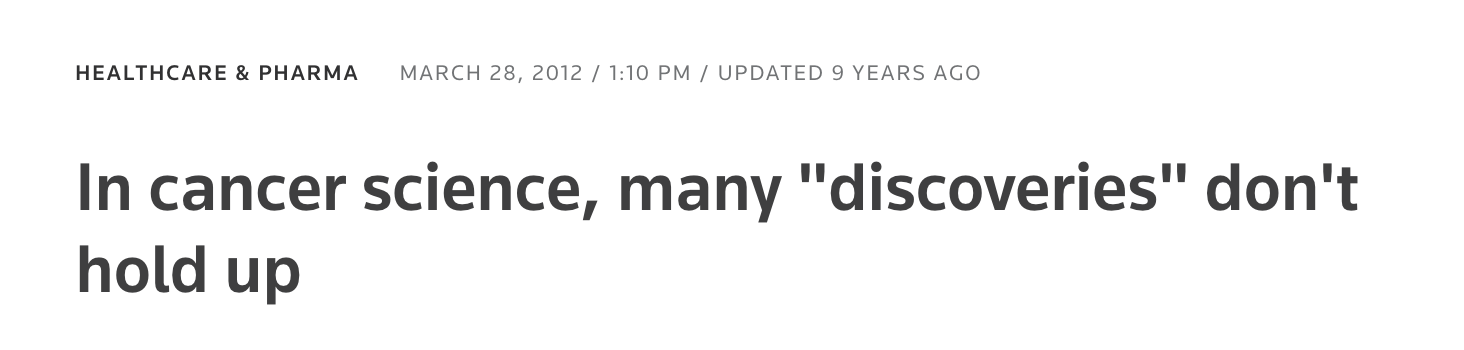 HEALTHCARE & PHARMA MARCH 28, 2012 / 1:10 PM / UPDATED 9 YEARS AGO
In cancer science, many "discoveries" don't
hold up